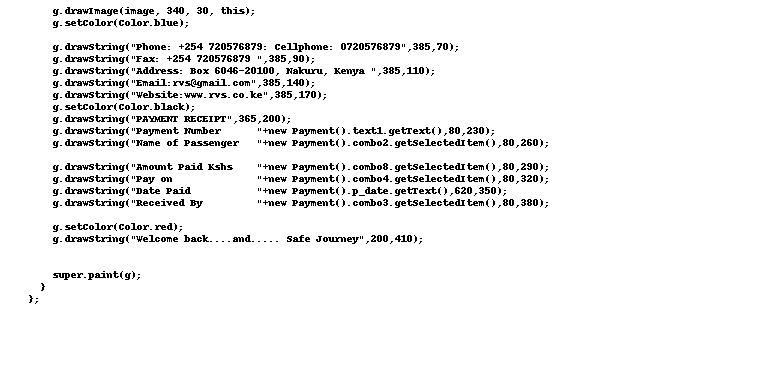 g.drawImage(image, 340, 30, this);
g.setColor(Color.blue);
g.drawString("Phone: +254 720576879: Cellphone: 0720576879",385,70);
g.drawString("Fax: +254 720576879 ",385,90);
g.drawString("Address: Box 6046-20100, Nakuru, Kenya ",385,110);
g.drawString("Email:rvs@gmail.com",385,140);
g.drawString("Website:www.rvs.co.ke",385,170);
g.setColor(Color.black);
g.drawString("PAYMENT RECEIPT",365,200);
g.drawString("Payment Number      "+new Payment().text1.getText(),80,230);
g.drawString("Name of Passenger   "+new Payment().combo2.getSelectedItem(),80,260);
g.drawString("Amount Paid Kshs    "+new Payment().combo8.getSelectedItem(),80,290);
g.drawString("Pay on              "+new Payment().combo4.getSelectedItem(),80,320);
g.drawString("Date Paid           "+new Payment().p_date.getText(),620,350);
g.drawString("Received By         "+new Payment().combo3.getSelectedItem(),80,380);
g.setColor(Color.red);
g.drawString("Welcome back....and..... Safe Journey",200,410);
super.paint(g);
}
};